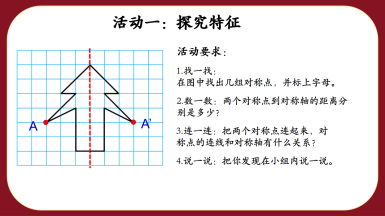 活动一：探究特征
活动要求：
1.找一找：
在图中找出几组对称点，并标上字母。
2.数一数：两个对称点到对称轴的距离分
别是多少？
3.连一连：把两个对称点连起来，对
称点的连线和对称轴有什么关系？
4.说一说：把你发现在小组内说一说。
A
A'